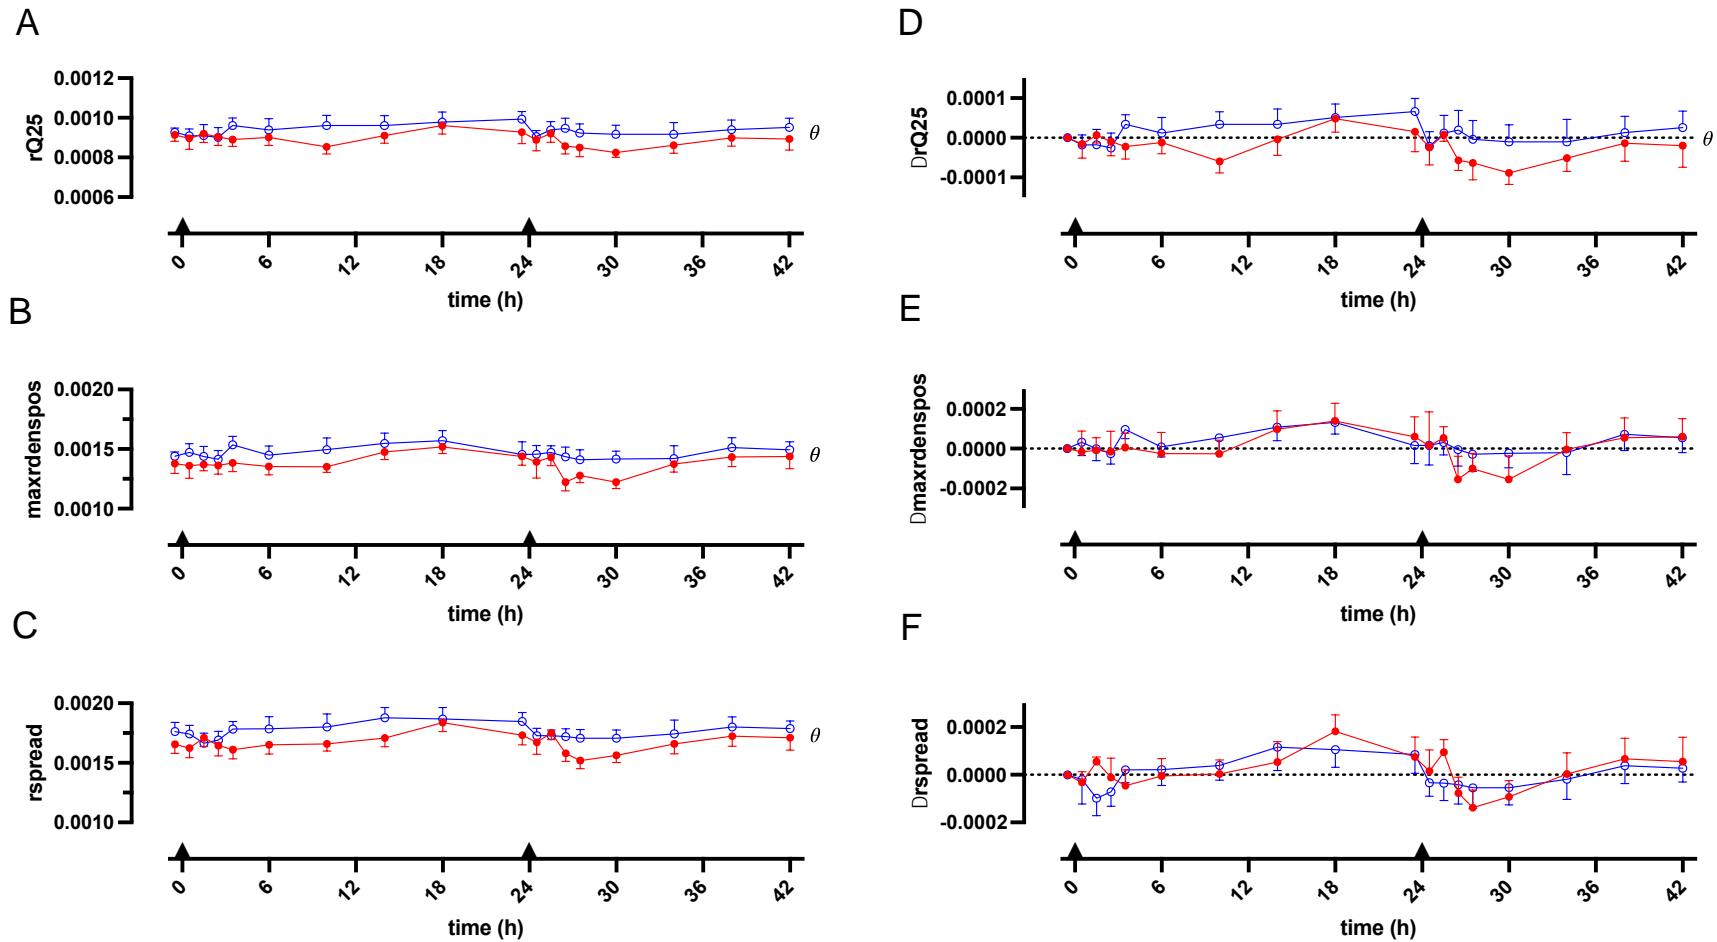 A
rQ25
0.0012
0.0010
0.0008
0.0006
θ
0 6 12 18 24 30 36 42
time (h)
B
maxrdenspos
0.0020
0.0015
0.0010
θ
0 6 12 18 24 30 36 42
time (h)
C
rspread
0.0020
0.0015
0.0010
θ
0 6 12 18 24 30 36 42
time (h)
D
DrQ25
0.0001
0.0000
-0.0001
θ
0 6 12 18 24 30 36 42
time (h)
E
Dmaxrdenspos
0.0002
0.0000
-0.0002
0 6 12 18 24 30 36 42
time (h)
F
Drspread
0.0002
0.0000
-0.0002
0 6 12 18 24 30 36 42
time (h)